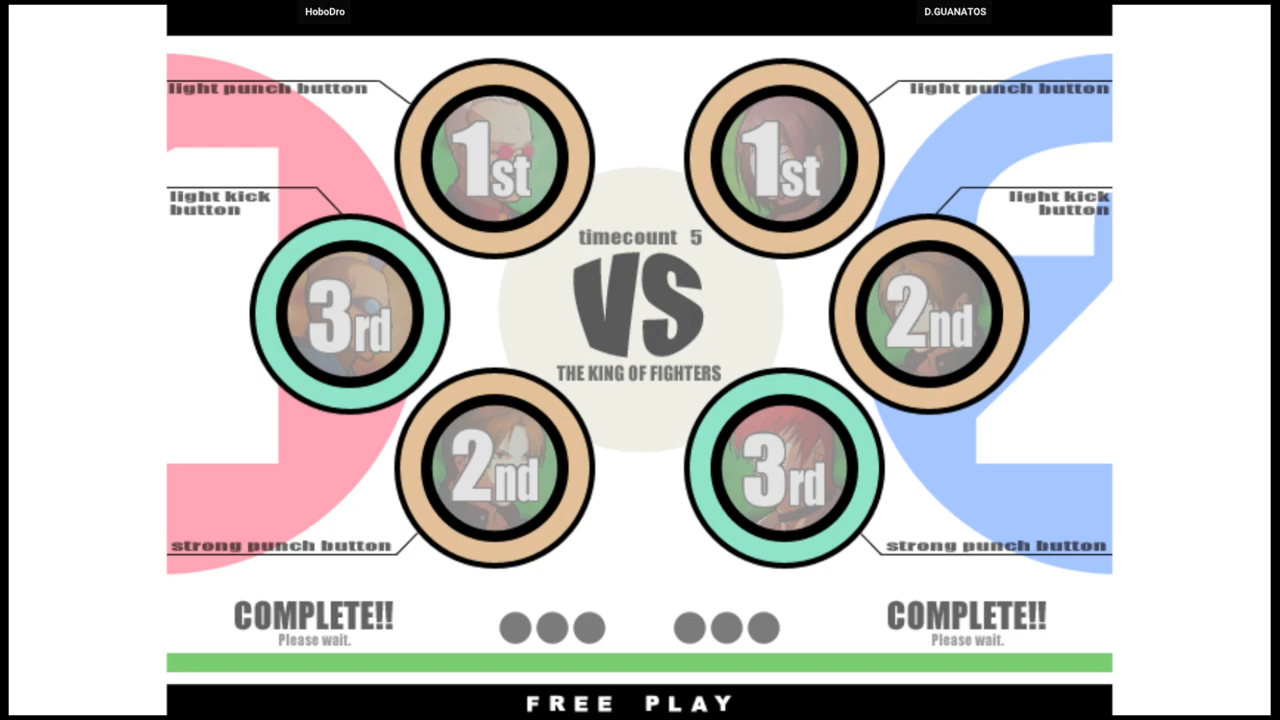 HoboDro
D.GUANATOS
light punch button
light punch button
1st
1st
light kick
button
light kick
button
timecount 5
VS
THE KING OF FIGHTERS
3rd
2nd
2nd
3rd
strong punch button
strong punch button
COMPLETE!!
Please wait.
COMPLETE!!
Please wait.
FREE PLAY